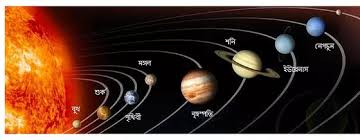 বুধ
শুক্র
পৃথিবী
মঙ্গল
বৃহস্পতি
শনি
ইউরেনাস
নেপচুন